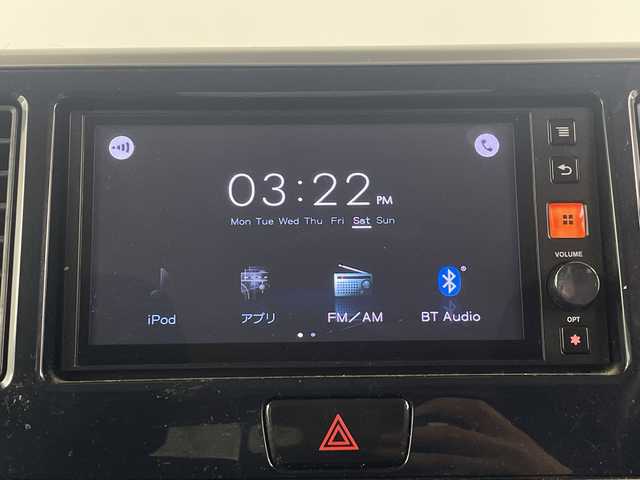 03:22 PM
Mon Tue Wed Thu Fri Sat Sun
iPod アプリ FM/AM BT Audio
VOLUME
OPT